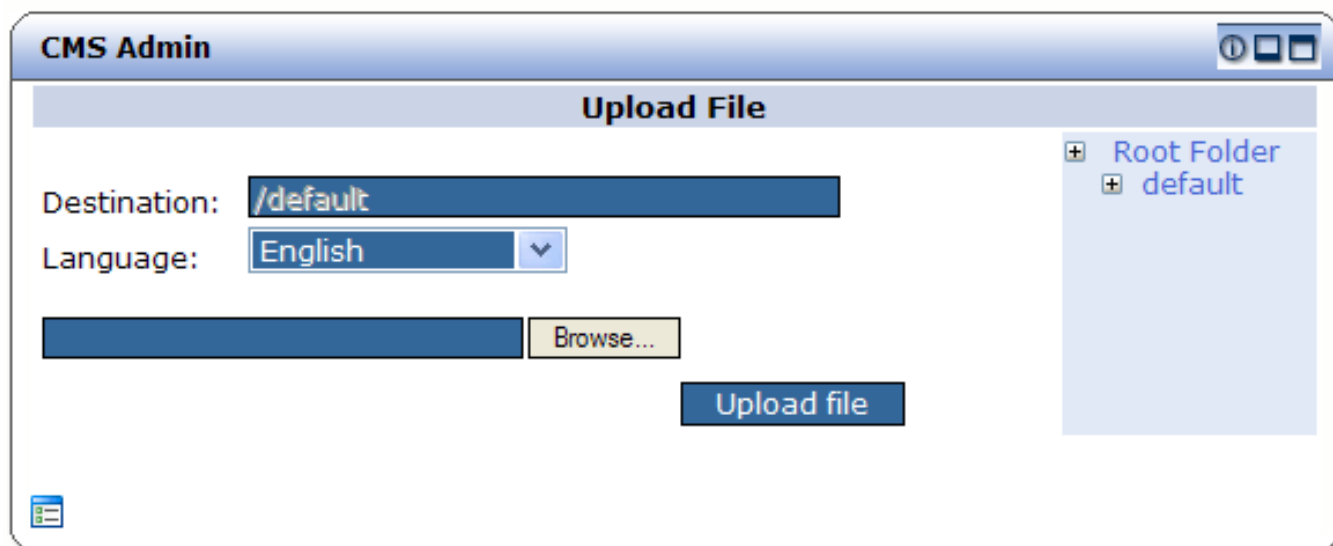 CMS Admin
Upload File
Destination: /default
Language: English
Browse...
Upload file
Root Folder
default